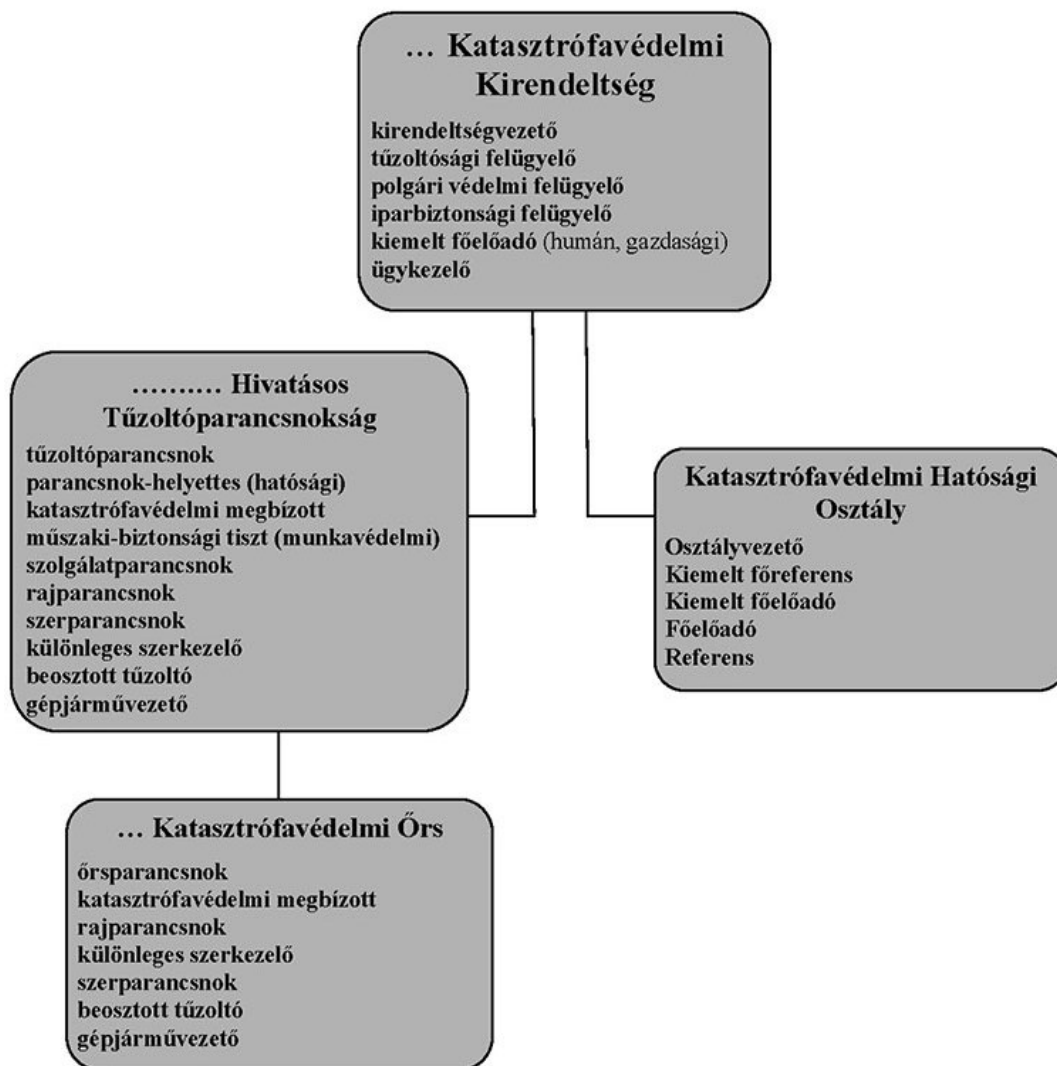 … Katasztrófavédelmi
Kirendeltség
kirendeltségvezető
tűzoltósági felügyelő
polgári védelmi felügyelő
iparbiztonsági felügyelő
kiemelt főelőadó (humán, gazdasági)
ügykezelő
.……… Hivatásos
Tűzoltóparancsnokság
tűzoltóparancsnok
parancsnok-helyettes (hatósági)
katasztrófavédelmi megbízott
műszaki-biztonsági tiszt (munkavédelmi)
szolgálatparancsnok
rajparancsnok
szerparancsnok
különleges szerkezelő
beosztott tűzoltó
gépjárművezető
Katasztrófavédelmi Hatósági
Osztály
Osztályvezető
Kiemelt főreferens
Kiemelt főelőadó
Főelőadó
Referens
… Katasztrófavédelmi Őrs
őrsparancsnok
katasztrófavédelmi megbízott
rajparancsnok
különleges szerkezelő
szerparancsnok
beosztott tűzoltó
gépjárművezető